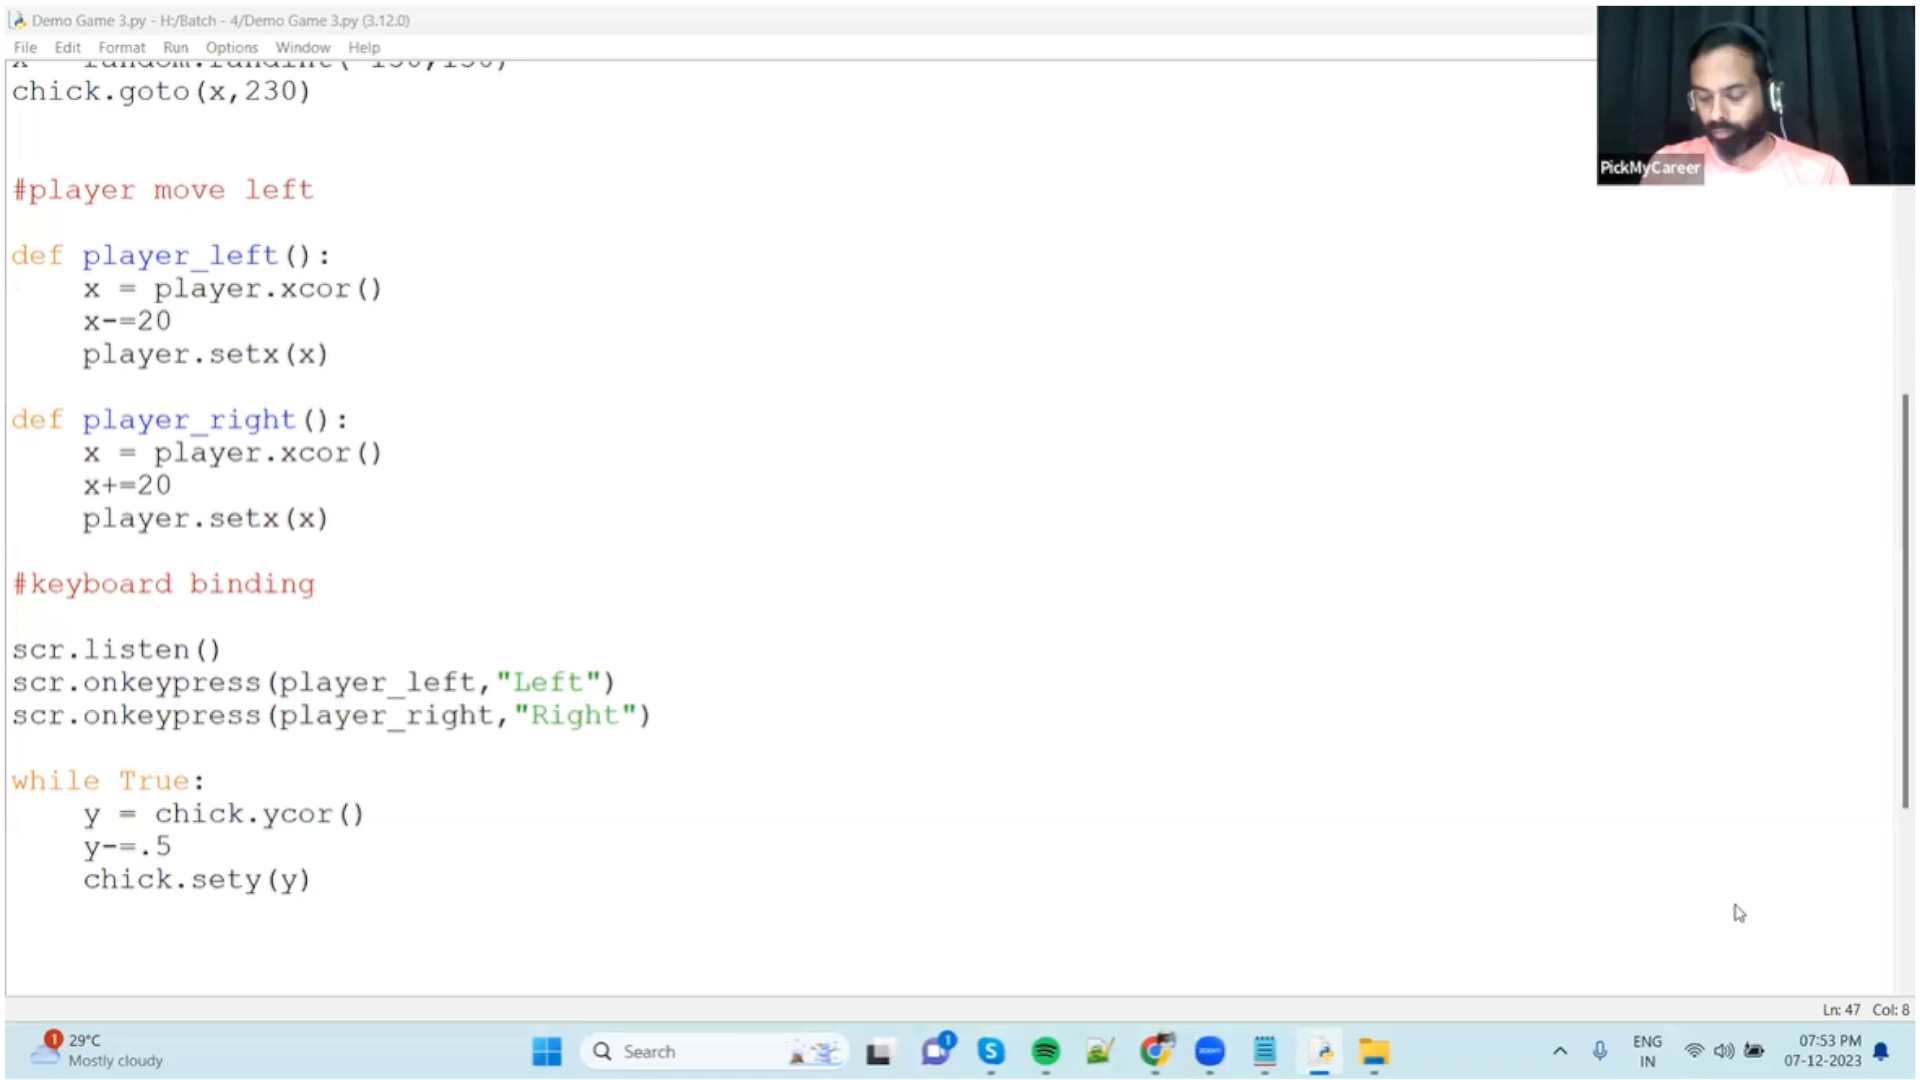 Demo Game 3.py - H:/Batch - 4/Demo Game 3.py (3.12.0)
File Edit Format Run Options Window Help
chick.goto(x,230)
#player move left
def player_left():
x = player.xcor()
x-=20
player.setx(x)
def player_right():
x = player.xcor()
x+=20
player.setx(x)
#keyboard binding
scr.listen()
scr.onkeypress(player_left,"Left")
scr.onkeypress(player_right,"Right")
while True:
y = chick.ycor()
y-=.5
chick.sety(y)
PickMyCareer
Ln: 47 Col: 8
1
29°C
Mostly cloudy
Search
1
zoom
ENG
IN
07:53 PM
07-12-2023